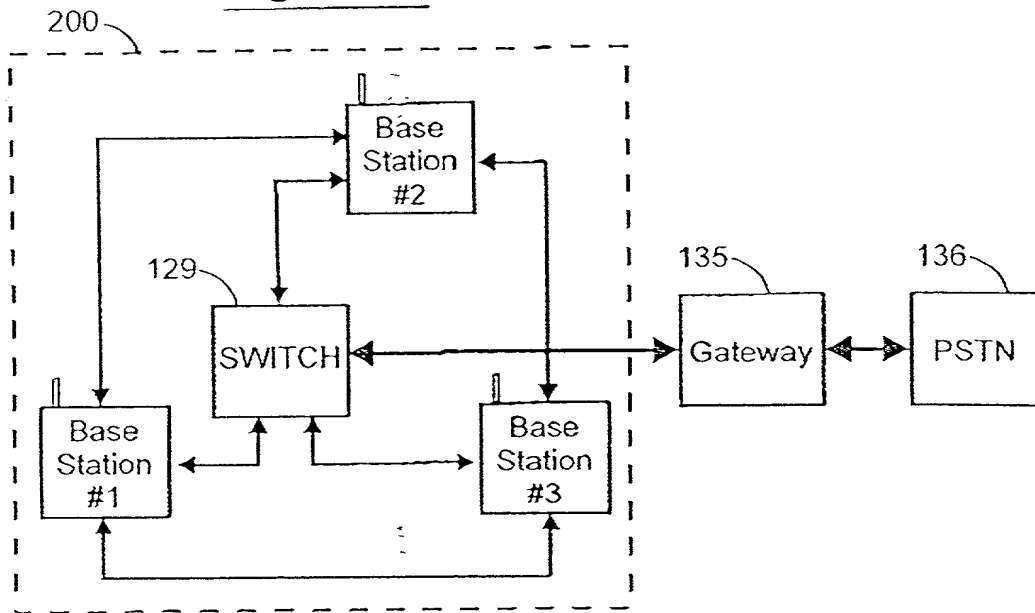 200
Base
Station
#2
129
SWITCH
135
Gateway
136
PSTN
Base
Station
#1
Base
Station
#3